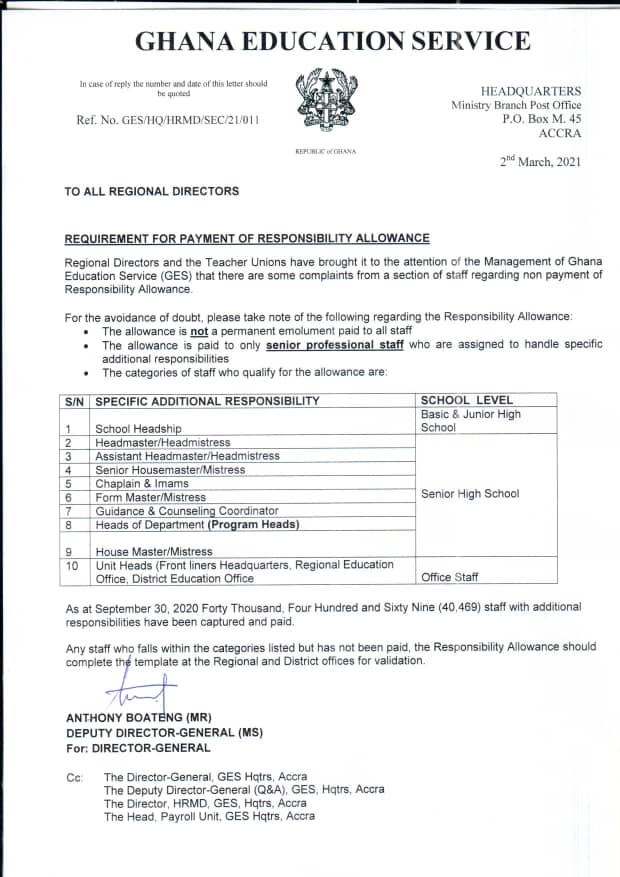 GHANA EDUCATION SERVICE
In case of reply the number and date of this letter should
be quoted
Ref. No. GES/HQ/HRMD/SEC/21/011
REPUBLIC of GHANA
HEADQUARTERS
Ministry Branch Post Office
P.O. Box M. 45
ACCRA
2nd March, 2021
TO ALL REGIONAL DIRECTORS
REQUIREMENT FOR PAYMENT OF RESPONSIBILITY ALLOWANCE
Regional Directors and the Teacher Unions have brought it to the attention of the Management of Ghana
Education Service (GES) that there are some complaints from a section of staff regarding non payment of
Responsibility Allowance.
For the avoidance of doubt, please take note of the following regarding the Responsibility Allowance:
• The allowance is not a permanent emolument paid to all staff
• The allowance is paid to only senior professional staff who are assigned to handle specific
additional responsibilities
• The categories of staff who qualify for the allowance are:
S/N SPECIFIC ADDITIONAL RESPONSIBILITY SCHOOL LEVEL
Basic & Junior High
1 School Headship School
2 Headmaster/Headmistress
3 Assistant Headmaster/Headmistress
4 Senior Housemaster/Mistress
5 Chaplain & Imams
6 Form Master/Mistress Senior High School
7 Guidance & Counseling Coordinator
8 Heads of Department (Program Heads)
9 House Master/Mistress
10 Unit Heads (Front liners Headquarters, Regional Education
Office, District Education Office Office Staff
As at September 30, 2020 Forty Thousand, Four Hundred and Sixty Nine (40,469) staff with additional
responsibilities have been captured and paid.
Any staff who falls within the categories listed but has not been paid, the Responsibility Allowance should
complete the template at the Regional and District offices for validation.
ANTHONY BOATENG (MR)
DEPUTY DIRECTOR-GENERAL (MS)
For: DIRECTOR-GENERAL
Cc: The Director-General, GES Hqtrs, Accra
The Deputy Director-General (Q&A), GES, Hqtrs, Accra
The Director, HRMD, GES, Hqtrs, Accra
The Head, Payroll Unit, GES Hqtrs, Accra